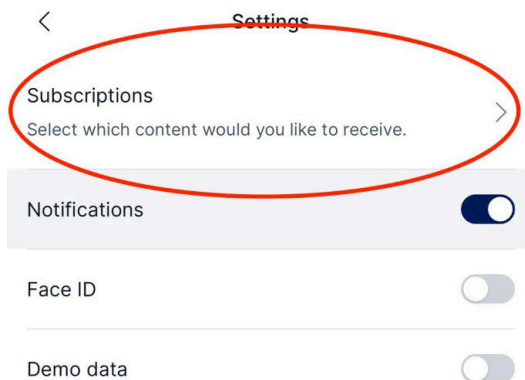 Settings
Subscriptions
Select which content would you like to receive.
Notifications
Face ID
Demo data